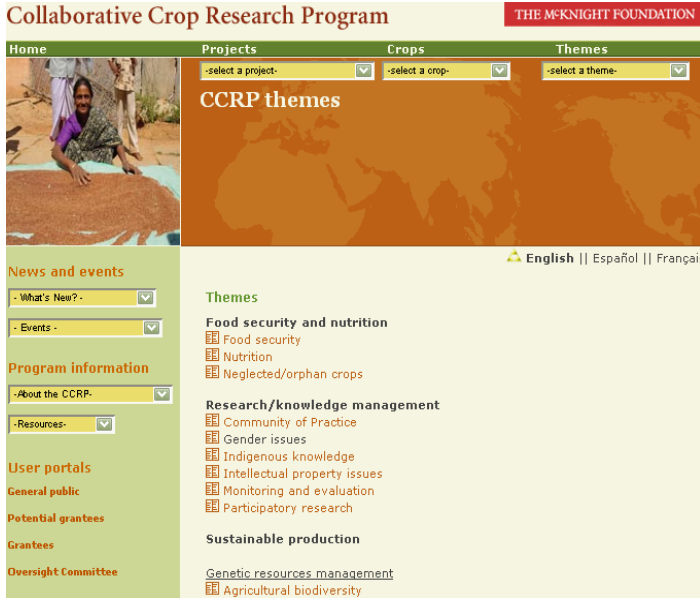 Collaborative Crop Research Program
THE MCKNIGHT FOUNDATION
Home Projects Crops Themes
-select a project- -select a crop- -select a theme-
CCRP themes
English || Español || Françai
News and events
- What's New? -
- Events -
Program information
-About the CCRP-
-Resources-
User portals
General public
Potential grantees
Grantees
Oversight Committee
Themes
Food security and nutrition
Food security
Nutrition
Neglected/orphan crops
Research/knowledge management
Community of Practice
Gender issues
Indigenous knowledge
Intellectual property issues
Monitoring and evaluation
Participatory research
Sustainable production
Genetic resources management
Agricultural biodiversity